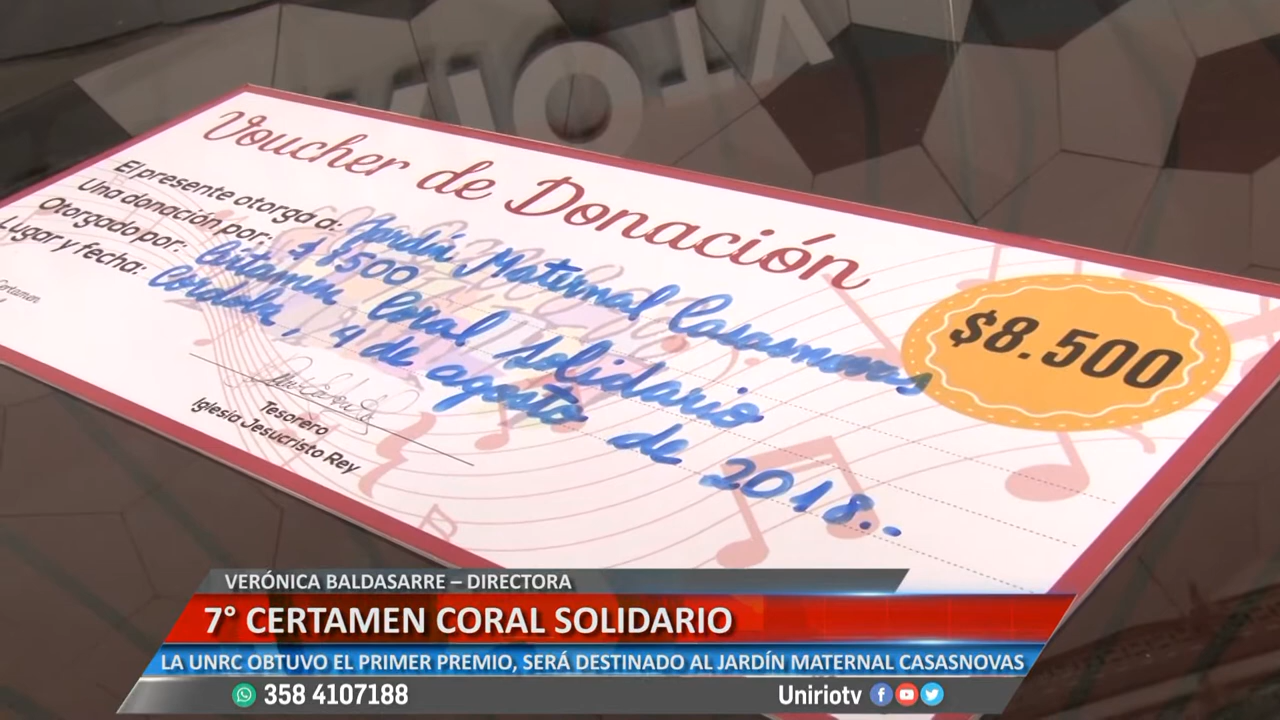 Voucher de Donación
El presente otorga a: Jardín Maternal Casasnovas
Una donación por: $ 8500
Otorgado por: Certamen Coral Solidario
Lugar y fecha: Córdoba, 4 de agosto de 2018..
$8.500
Certamen
Tesorero
Iglesia Jesucristo Rey
VERÓNICA BALDASARRE – DIRECTORA
7° CERTAMEN CORAL SOLIDARIO
LA UNRC OBTUVO EL PRIMER PREMIO, SERÁ DESTINADO AL JARDÍN MATERNAL CASASNOVAS
358 4107188
Uniriotv